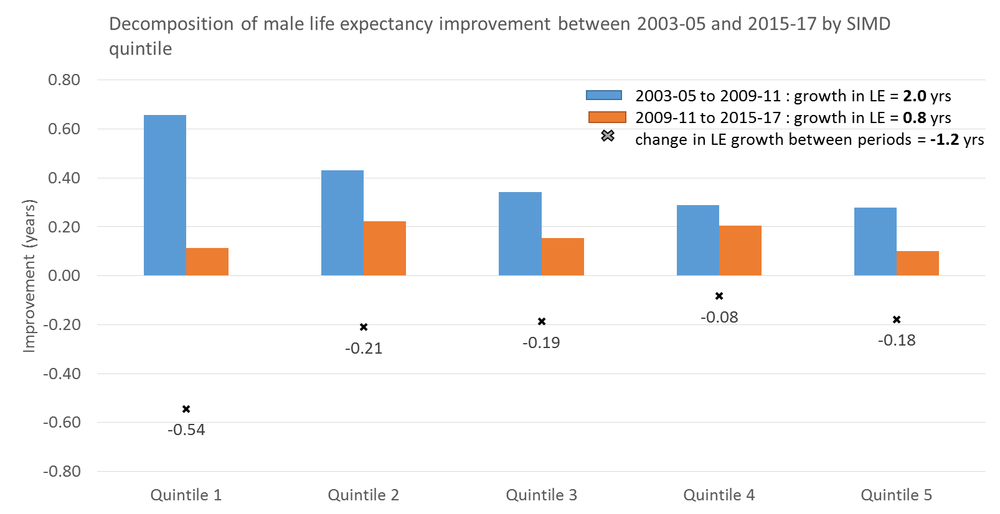 Decomposition of male life expectancy improvement between 2003-05 and 2015-17 by SIMD
quintile
2003-05 to 2009-11 : growth in LE = 2.0 yrs
2009-11 to 2015-17 : growth in LE = 0.8 yrs
change in LE growth between periods = -1.2 yrs
Improvement (years)
0.80
0.60
0.40
0.20
0.00
-0.20
-0.40
-0.60
-0.80
-0.54
-0.21
-0.19
-0.08
-0.18
Quintile 1
Quintile 2
Quintile 3
Quintile 4
Quintile 5